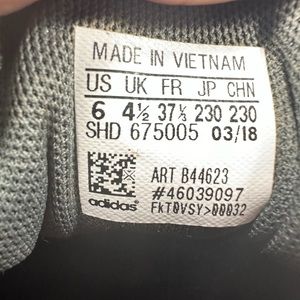 MADE IN VIETNAM
US UK FR JP CHN
6 4½ 37⅓ 230 230
SHD 675005 03/18
ART B44623
#46039097
adidas FkT0VSY>00032